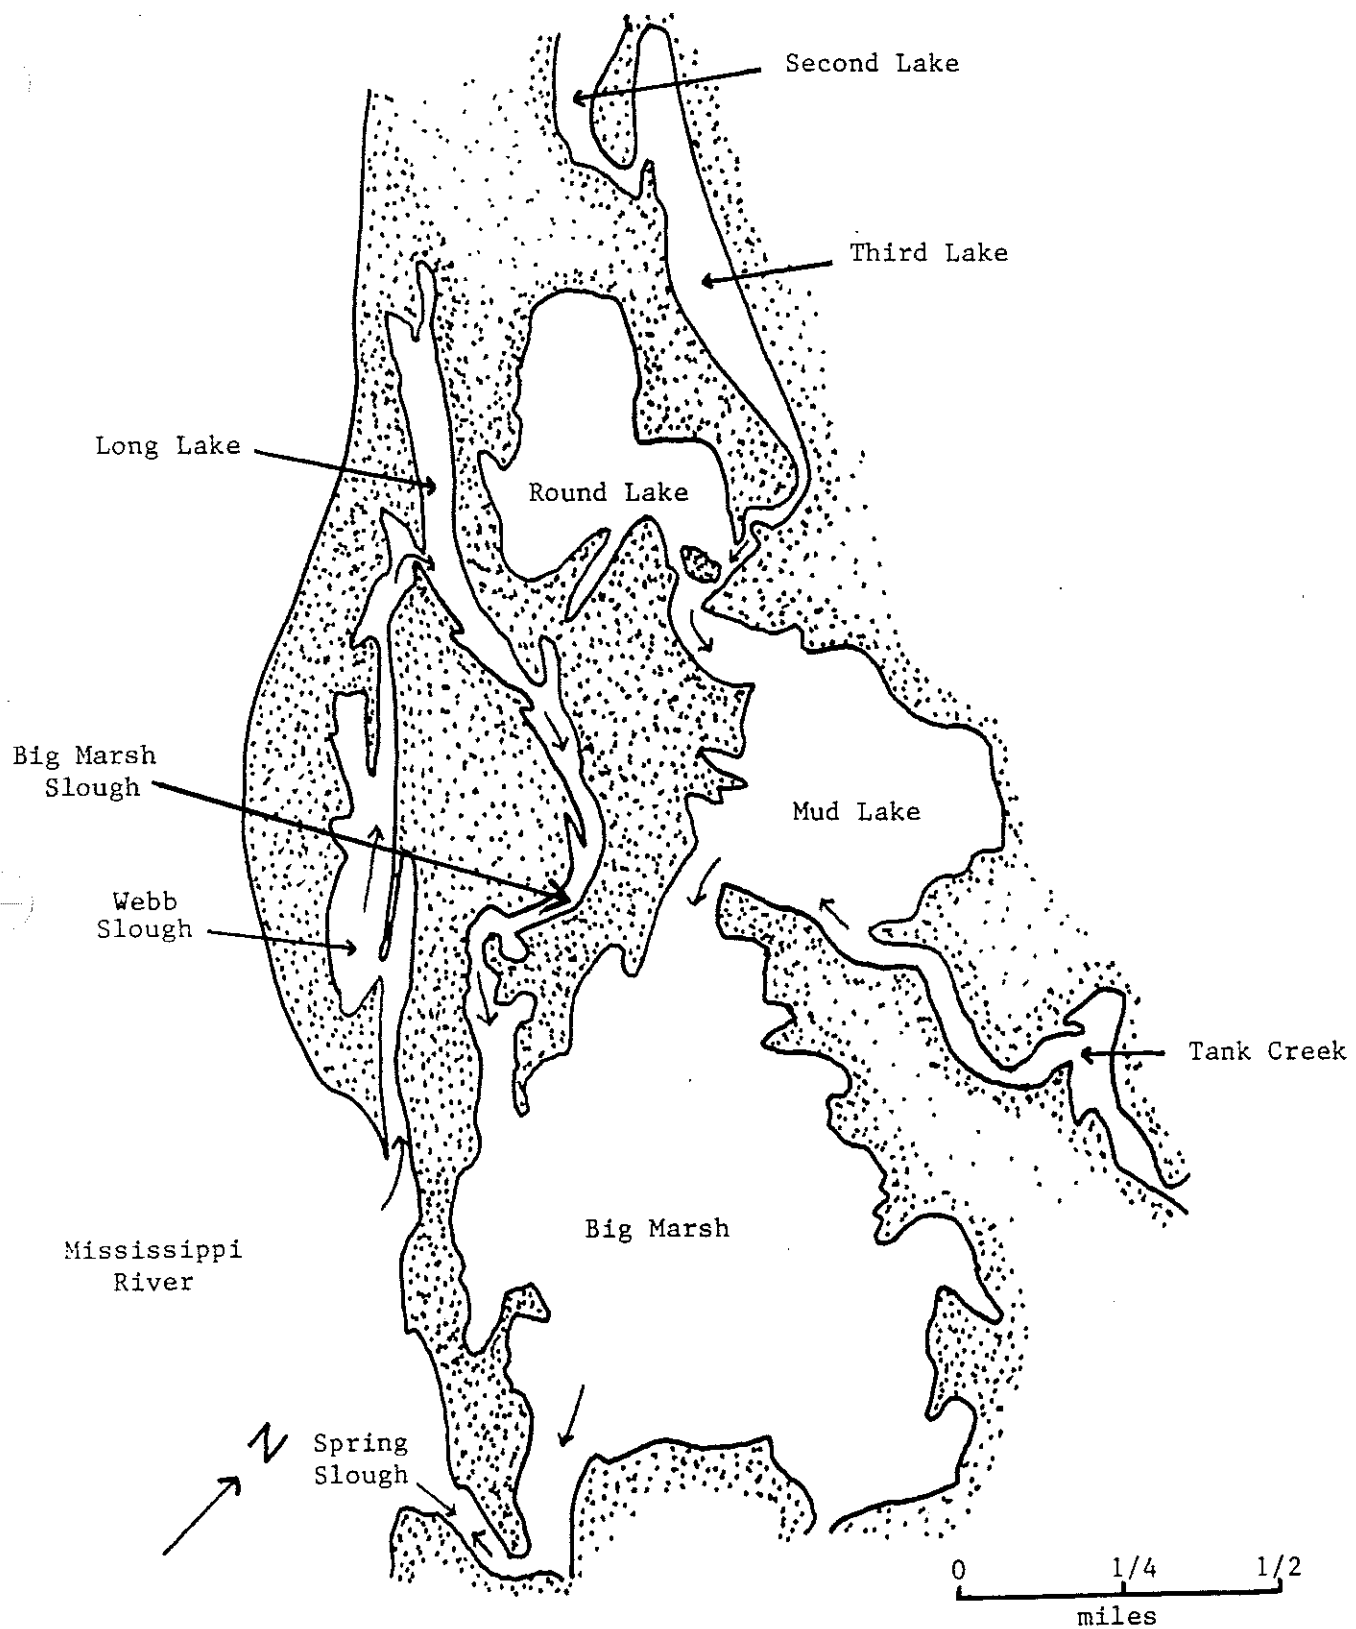 Second Lake
Third Lake
Long Lake
Round Lake
Big Marsh
Slough
Mud Lake
Webb
Slough
Tank Creek
Big Marsh
Mississippi
River
N
Spring
Slough
0 1/4 1/2
miles